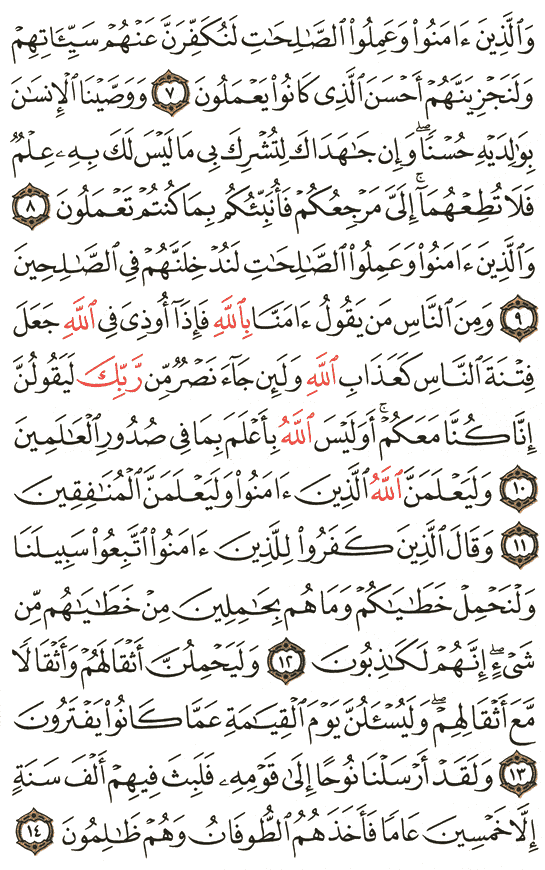 وَٱلَّذِينَ ءَامَنُوا۟ وَعَمِلُوا۟ ٱلصَّـٰلِحَـٰتِ لَنُكَفِّرَنَّ عَنْهُمْ سَيِّـَٔاتِهِمْ
وَلَنَجْزِيَنَّهُمْ أَحْسَنَ ٱلَّذِى كَانُوا۟ يَعْمَلُونَ ٧ وَوَصَّيْنَا ٱلْإِنسَـٰنَ
بِوَٰلِدَيْهِ حُسْنًا ۖ وَإِن جَـٰهَدَاكَ لِتُشْرِكَ بِى مَا لَيْسَ لَكَ بِهِۦ عِلْمٌ
فَلَا تُطِعْهُمَآ ۚ إِلَىَّ مَرْجِعُكُمْ فَأُنَبِّئُكُم بِمَا كُنتُمْ تَعْمَلُونَ ٨
وَٱلَّذِينَ ءَامَنُوا۟ وَعَمِلُوا۟ ٱلصَّـٰلِحَـٰتِ لَنُدْخِلَنَّهُمْ فِى ٱلصَّـٰلِحِينَ
٩ وَمِنَ ٱلنَّاسِ مَن يَقُولُ ءَامَنَّا بِٱللَّهِ فَإِذَآ أُوذِىَ فِى ٱللَّهِ جَعَلَ
فِتْنَةَ ٱلنَّاسِ كَعَذَابِ ٱللَّهِ وَلَئِن جَآءَ نَصْرٌ مِّن رَّبِّكَ لَيَقُولُنَّ
إِنَّا كُنَّا مَعَكُمْ ۚ أَوَلَيْسَ ٱللَّهُ بِأَعْلَمَ بِمَا فِى صُدُورِ ٱلْعَـٰلَمِينَ
١٠ وَلَيَعْلَمَنَّ ٱللَّهُ ٱلَّذِينَ ءَامَنُوا۟ وَلَيَعْلَمَنَّ ٱلْمُنَـٰفِقِينَ
١١ وَقَالَ ٱلَّذِينَ كَفَرُوا۟ لِلَّذِينَ ءَامَنُوا۟ ٱتَّبِعُوا۟ سَبِيلَنَا
وَلْنَحْمِلْ خَطَـٰيَـٰكُمْ وَمَا هُم بِحَـٰمِلِينَ مِنْ خَطَـٰيَـٰهُم مِّن
شَىْءٍ ۖ إِنَّهُمْ لَكَـٰذِبُونَ ١٢ وَلَيَحْمِلُنَّ أَثْقَالَهُمْ وَأَثْقَالًا
مَّعَ أَثْقَالِهِمْ ۖ وَلَيُسْـَٔلُنَّ يَوْمَ ٱلْقِيَـٰمَةِ عَمَّا كَانُوا۟ يَفْتَرُونَ
١٣ وَلَقَدْ أَرْسَلْنَا نُوحًا إِلَىٰ قَوْمِهِۦ فَلَبِثَ فِيهِمْ أَلْفَ سَنَةٍ
إِلَّا خَمْسِينَ عَامًا فَأَخَذَهُمُ ٱلطُّوفَانُ وَهُمْ ظَـٰلِمُونَ ١٤